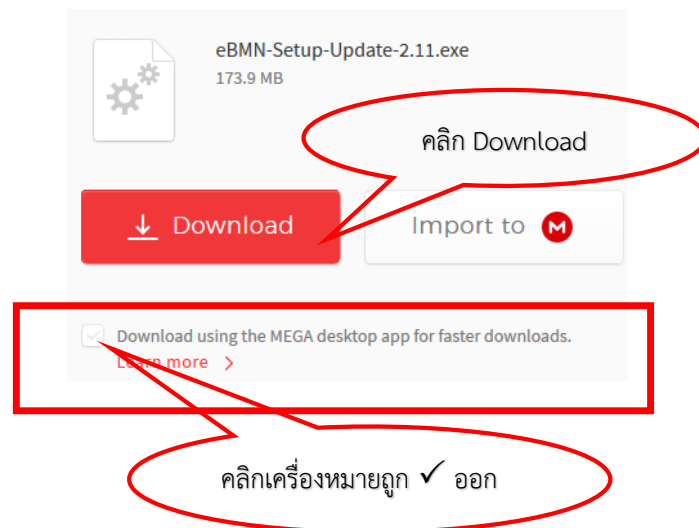 eBMN-Setup-Update-2.11.exe
173.9 MB
คลิก Download
Download
Import to M
Download using the MEGA desktop app for faster downloads.
Learn more >
คลิกเครื่องหมายถูก ✓ ออก